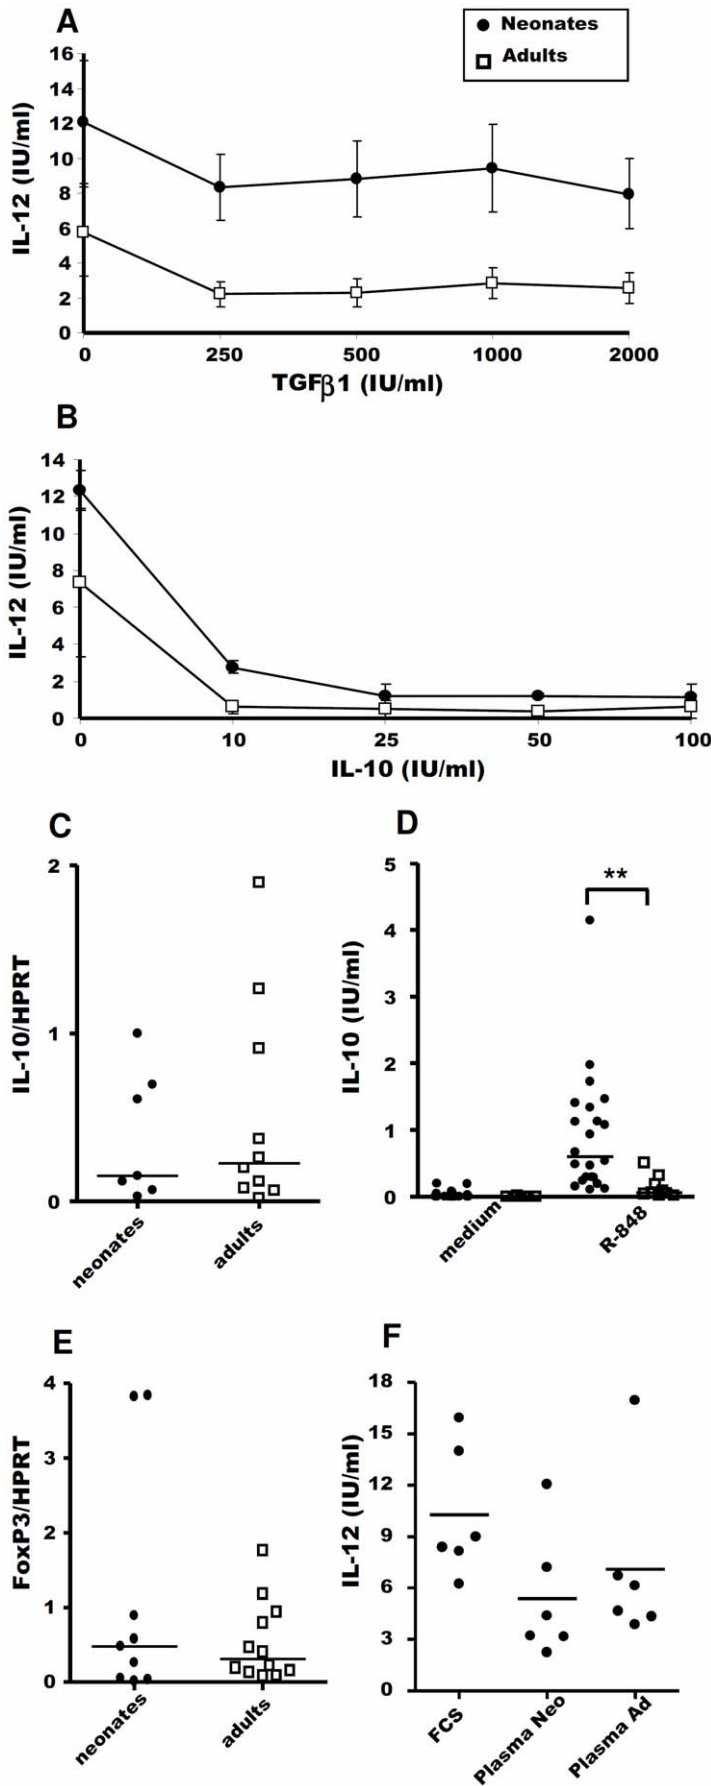 A
Neonates
Adults
IL-12 (IU/ml)
16
14
12
10
8
6
4
2
0
0 250 500 1000 2000
TGFβ1 (IU/ml)
B
IL-12 (IU/ml)
14
12
10
8
6
4
2
0
0 10 25 50 100
IL-10 (IU/ml)
C
IL-10/HPRT
2
1
0
neonates
adults
D
IL-10 (IU/ml)
5
4
3
2
1
0
**
medium
R-848
E
FoxP3/HPRT
4
3
2
1
0
neonates
adults
F
IL-12 (IU/ml)
18
15
12
9
6
3
0
FCS
Plasma Neo
Plasma Ad